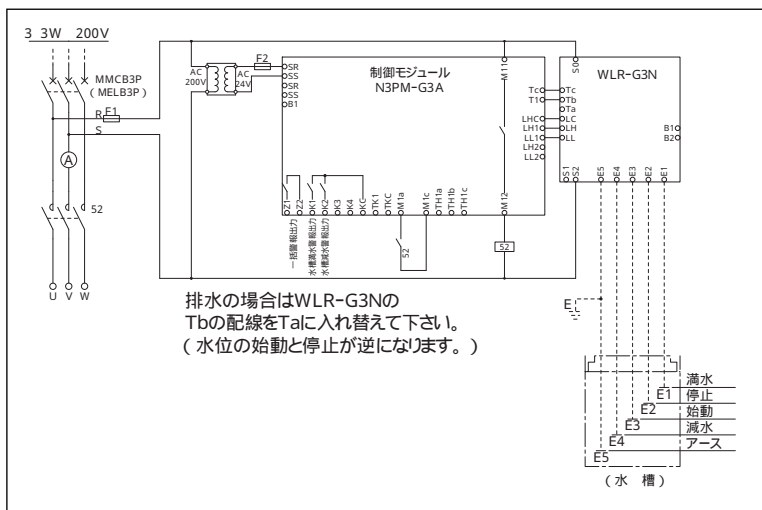 3 3W 200V
MMCB3P
(MELB3P)
R
F1
S
A
52
U V W
AC
200V
AC
24V
F2
SR
SS
SR
SS
B1
制御モジュール
N3PM-G3A
M11
Tc
T1
LHC
LH1
LL1
LH2
LL2
Z1
Z2
K1
K2
K3
K4
KC
TK1
TKC
M1a
M1c
TH1a
TH1b
TH1c
M12
一括警報出力
水槽満水警報出力
水槽減水警報出力
52
52
S0
WLR-G3N
Tc
Tb
Ta
LC
LH
LL
B1
B2
S1
S2
E5
E4
E3
E2
E1
排水の場合はWLR-G3Nの
Tbの配線をTaに入れ替えて下さい。
(水位の始動と停止が逆になります。)
E
満水
E1 停止
E2 始動
E3 減水
E4 アース
E5
(水 槽)